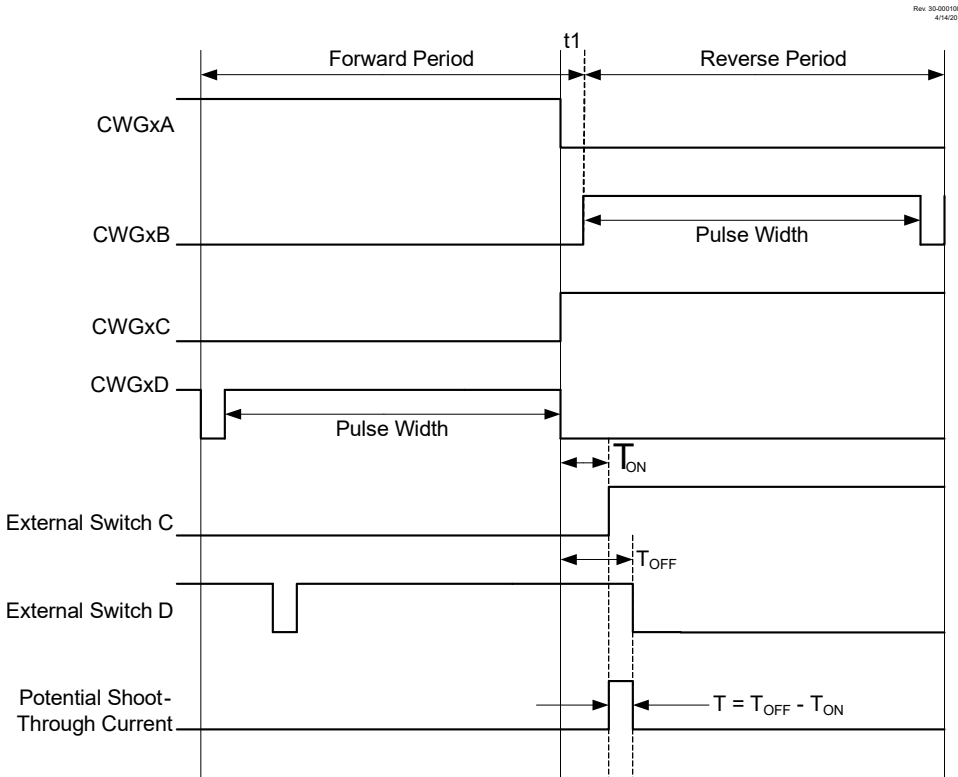 Rev. 30-00010
4/14/20
t1
Forward Period
Reverse Period
CWGxA
CWGxB
Pulse Width
CWGxC
CWGxD
Pulse Width
TON
External Switch C
TOFF
External Switch D
Potential Shoot-
Through Current
T = TOFF - TON